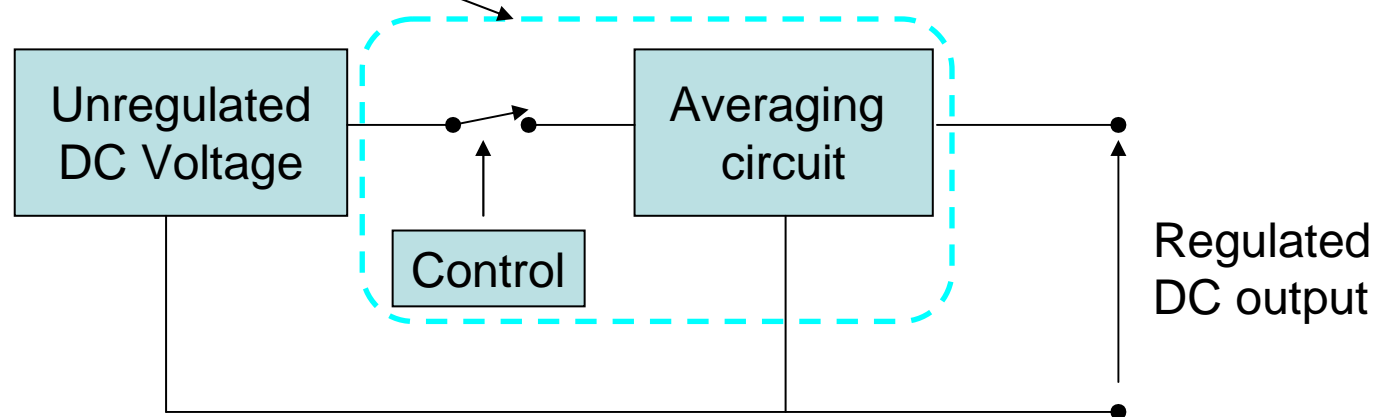 Unregulated
DC Voltage
Averaging
circuit
Control
Regulated
DC output